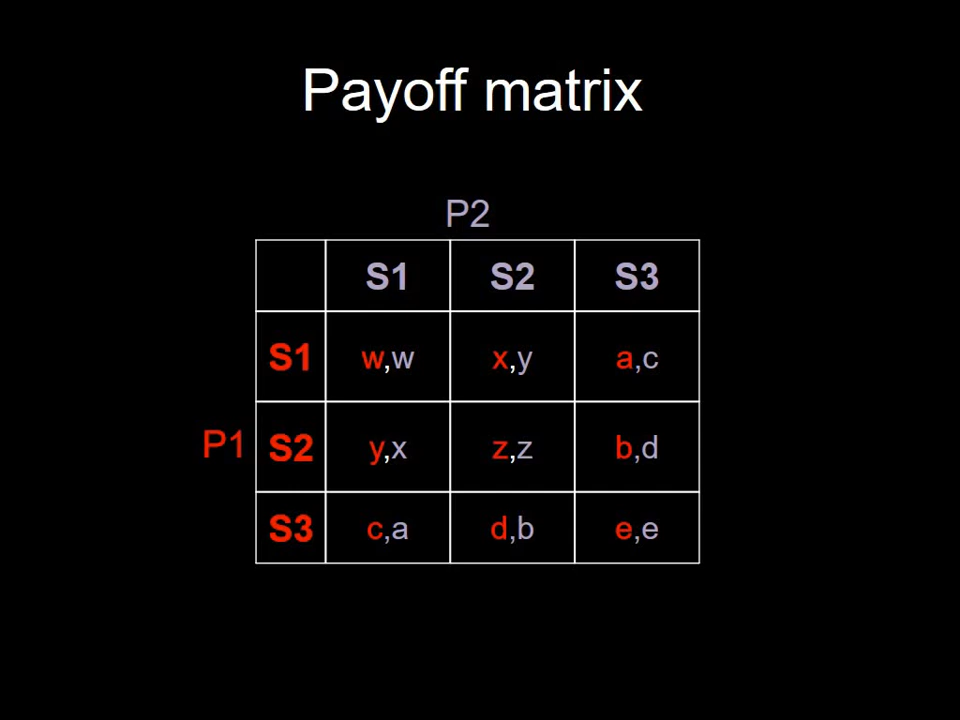 Payoff matrix
P2
S1 S2 S3
S1 w,w x,y a,c
P1 S2 y,x z,z b,d
S3 c,a d,b e,e